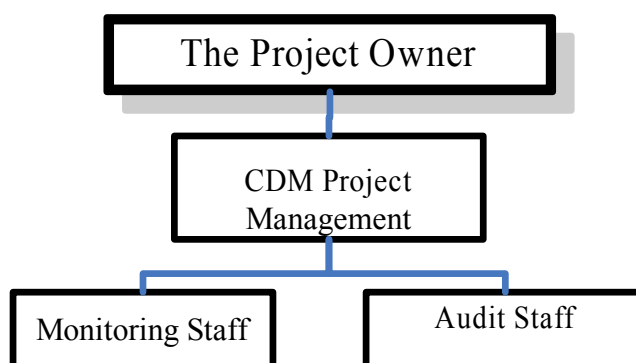 The Project Owner
CDM Project
Management
Monitoring Staff
Audit Staff